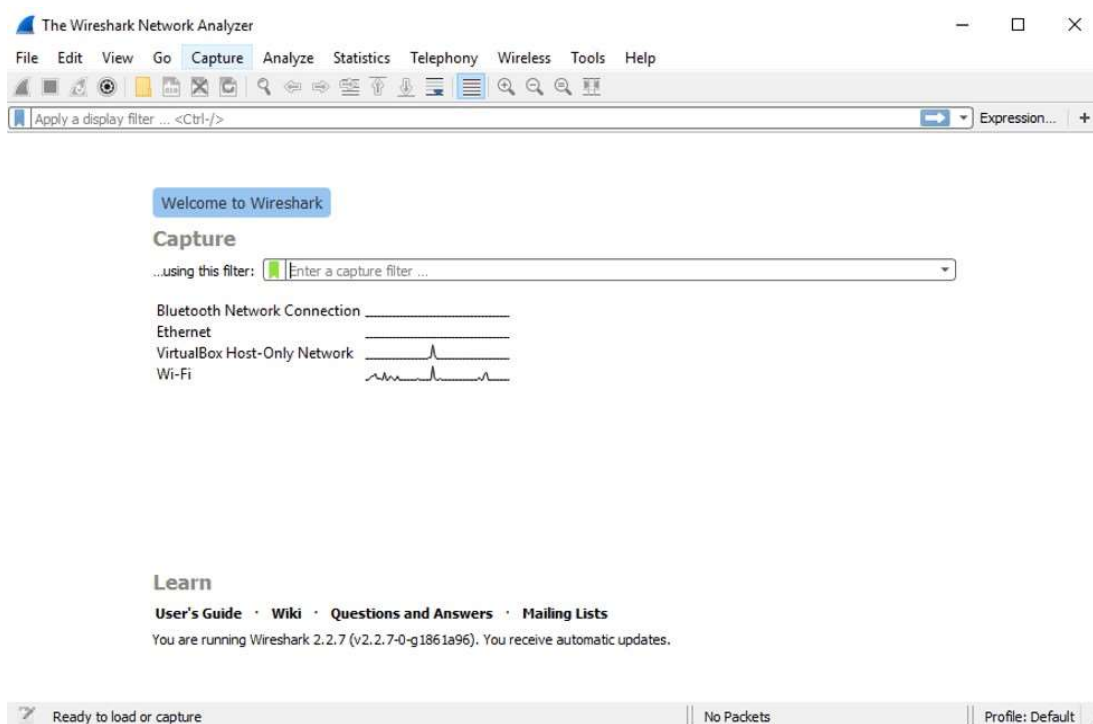 The Wireshark Network Analyzer
File Edit View Go Capture Analyze Statistics Telephony Wireless Tools Help
Apply a display filter ... <Ctrl-/> Expression... +
Welcome to Wireshark
Capture
...using this filter: Enter a capture filter ...
Bluetooth Network Connection
Ethernet
VirtualBox Host-Only Network
Wi-Fi
Learn
User's Guide · Wiki · Questions and Answers · Mailing Lists
You are running Wireshark 2.2.7 (v2.2.7-0-g1861a96). You receive automatic updates.
Ready to load or capture No Packets Profile: Default